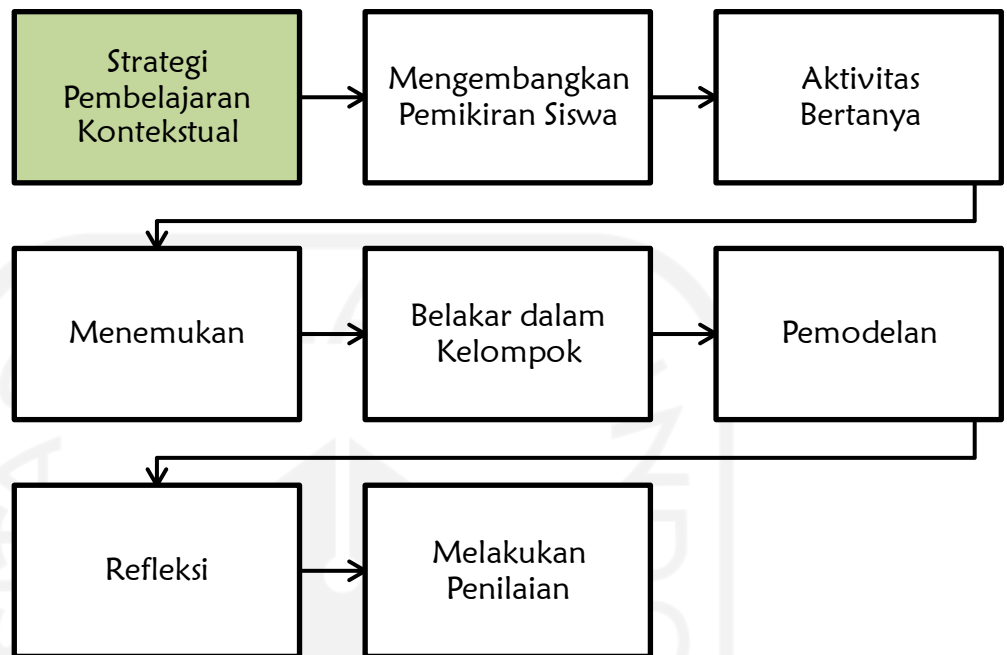 Strategi
Pembelajaran
Kontekstual
Mengembangkan
Pemikiran Siswa
Aktivitas
Bertanya
Menemukan
Belakar dalam
Kelompok
Pemodelan
Refleksi
Melakukan
Penilaian